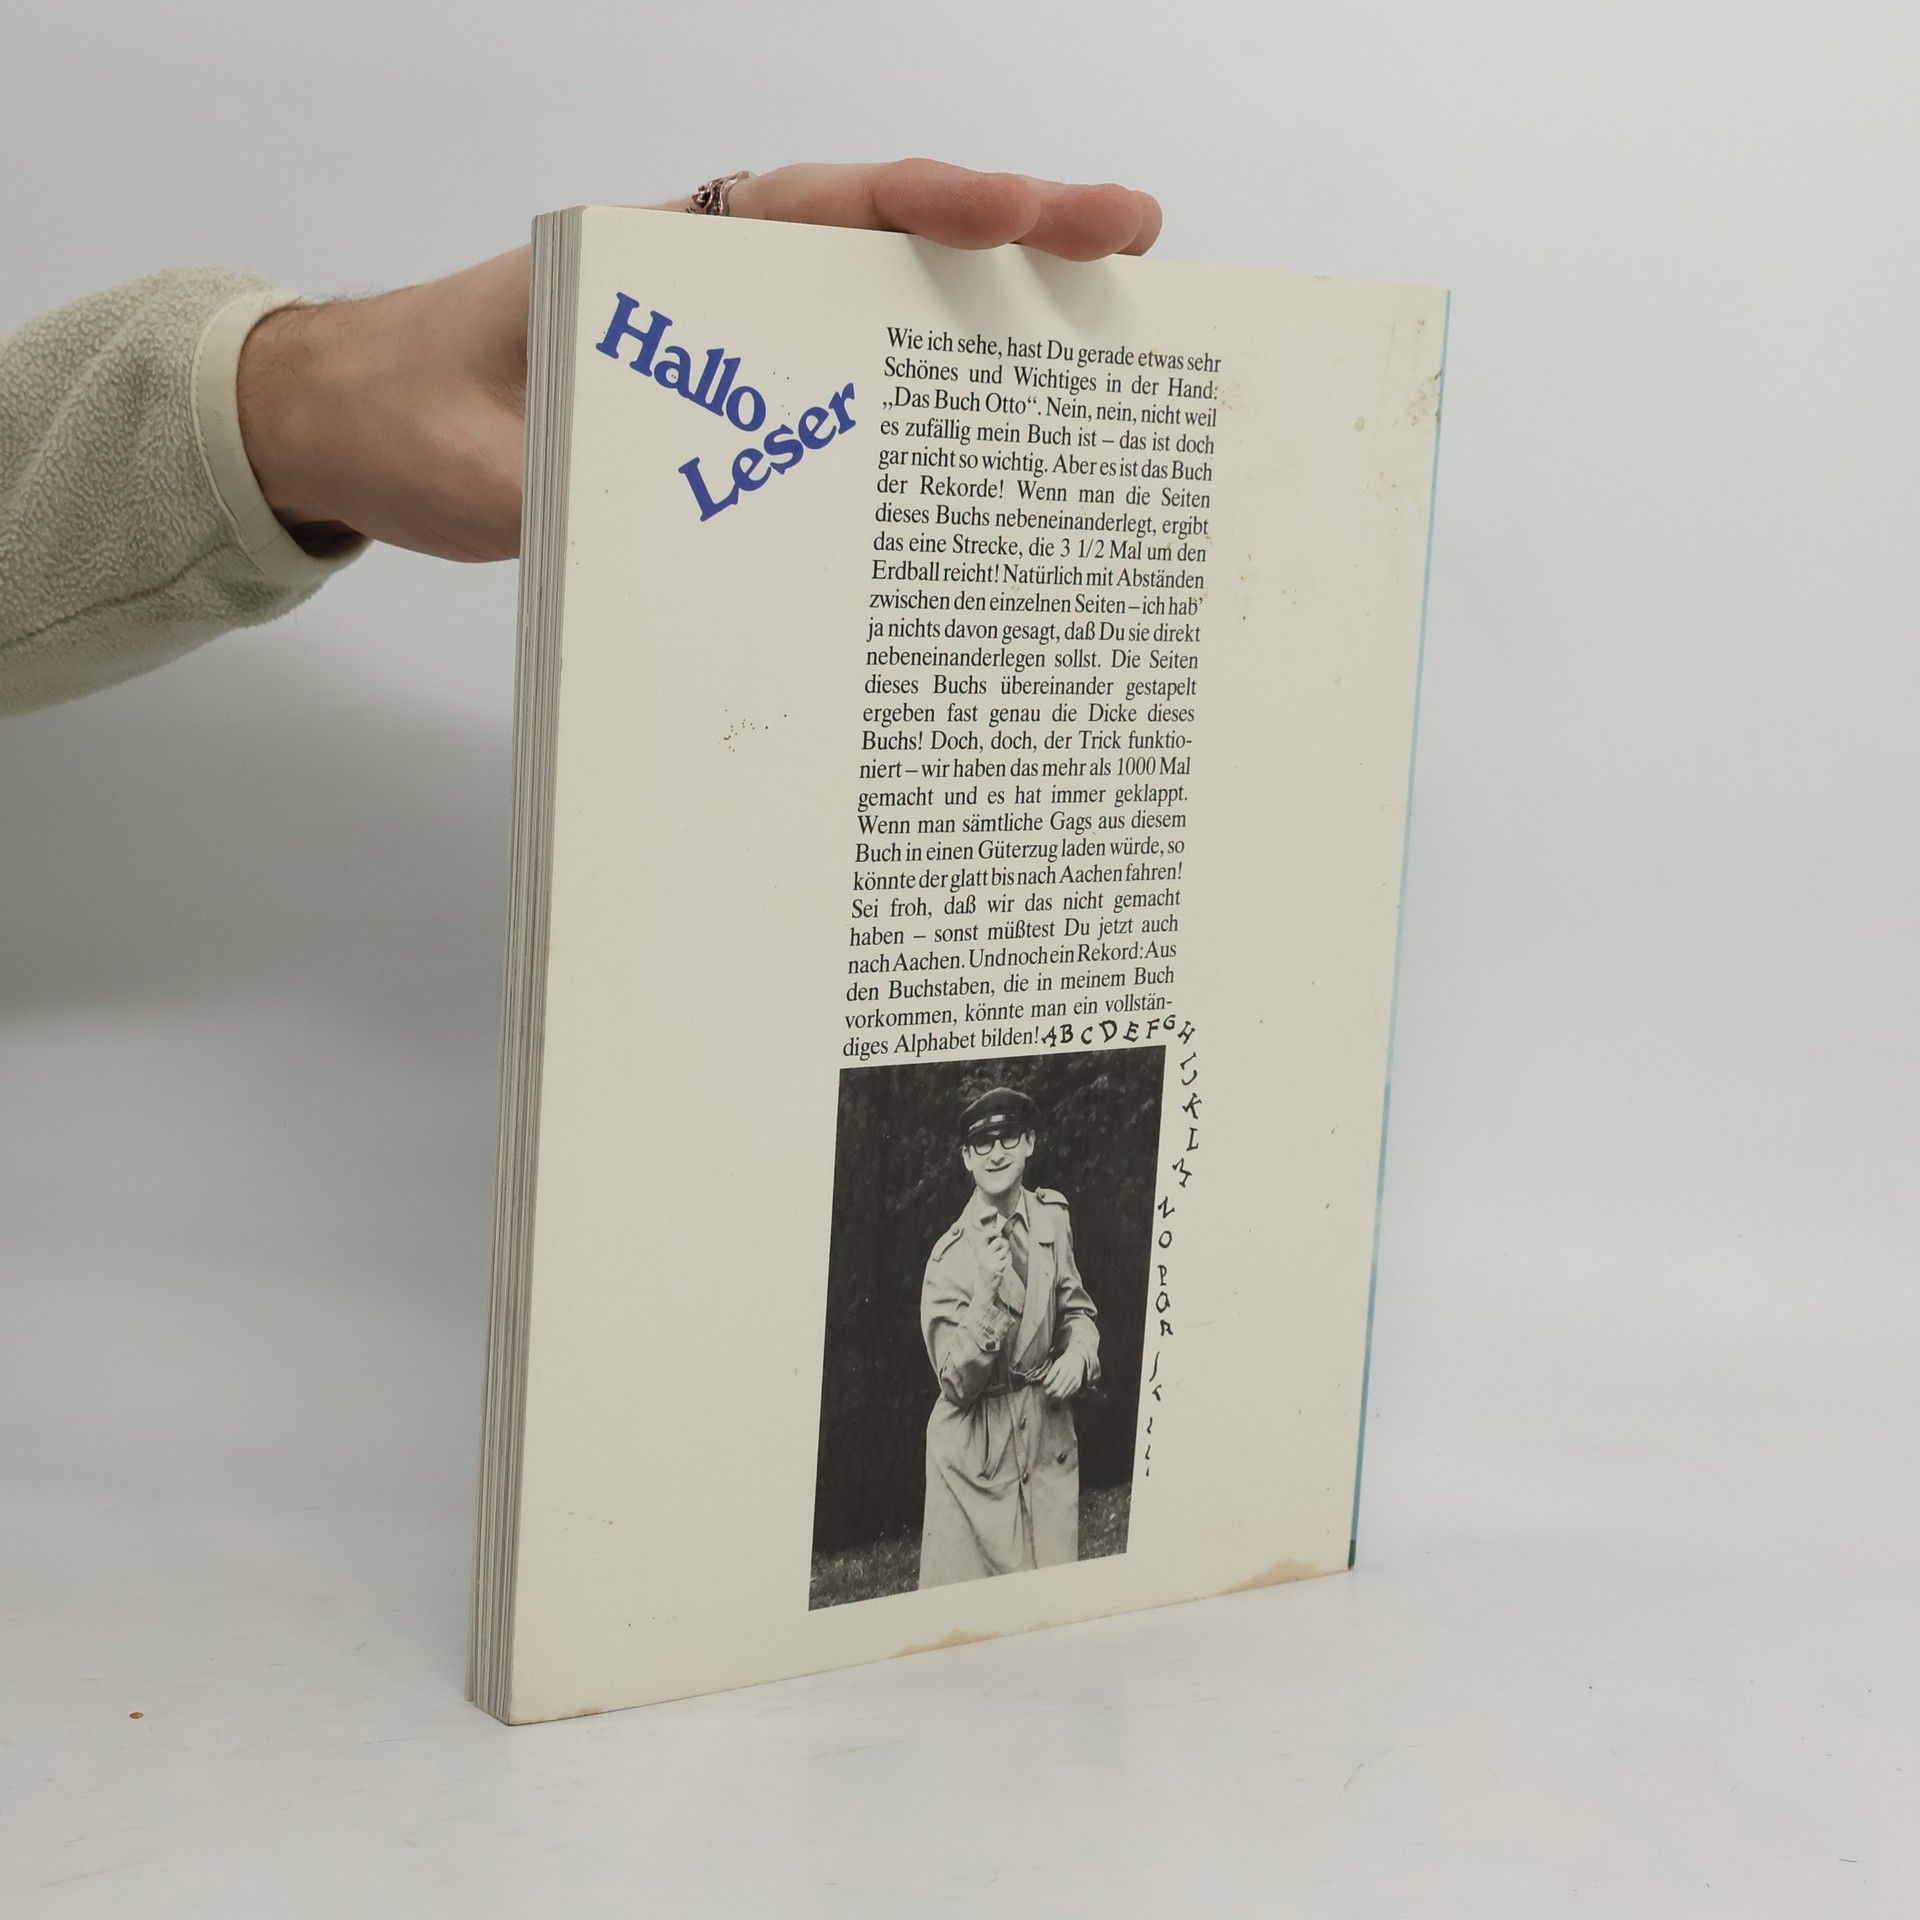 Hallo
Leser
Wie ich sehe, hast Du gerade etwas sehr
Schönes und Wichtiges in der Hand:
„Das Buch Otto“. Nein, nein, nicht weil
es zufällig mein Buch ist – das ist doch
gar nicht so wichtig. Aber es ist das Buch
der Rekorde! Wenn man die Seiten
dieses Buchs nebeneinanderlegt, ergibt
das eine Strecke, die 3 1/2 Mal um den
Erdball reicht! Natürlich mit Abständen
zwischen den einzelnen Seiten – ich hab’
ja nichts davon gesagt, daß Du sie direkt
nebeneinanderlegen sollst. Die Seiten
dieses Buchs übereinander gestapelt
ergeben fast genau die Dicke dieses
Buchs! Doch, doch, der Trick funktio-
niert – wir haben das mehr als 1000 Mal
gemacht und es hat immer geklappt.
Wenn man sämtliche Gags aus diesem
Buch in einen Güterzug laden würde, so
könnte der glatt bis nach Aachen fahren!
Sei froh, daß wir das nicht gemacht
haben – sonst müßtest Du jetzt auch
nach Aachen. Und noch ein Rekord: Aus
den Buchstaben, die in meinem Buch
vorkommen, könnte man ein vollstän-
diges Alphabet bilden! A B C D E F G H I J K L M N O P Q R S